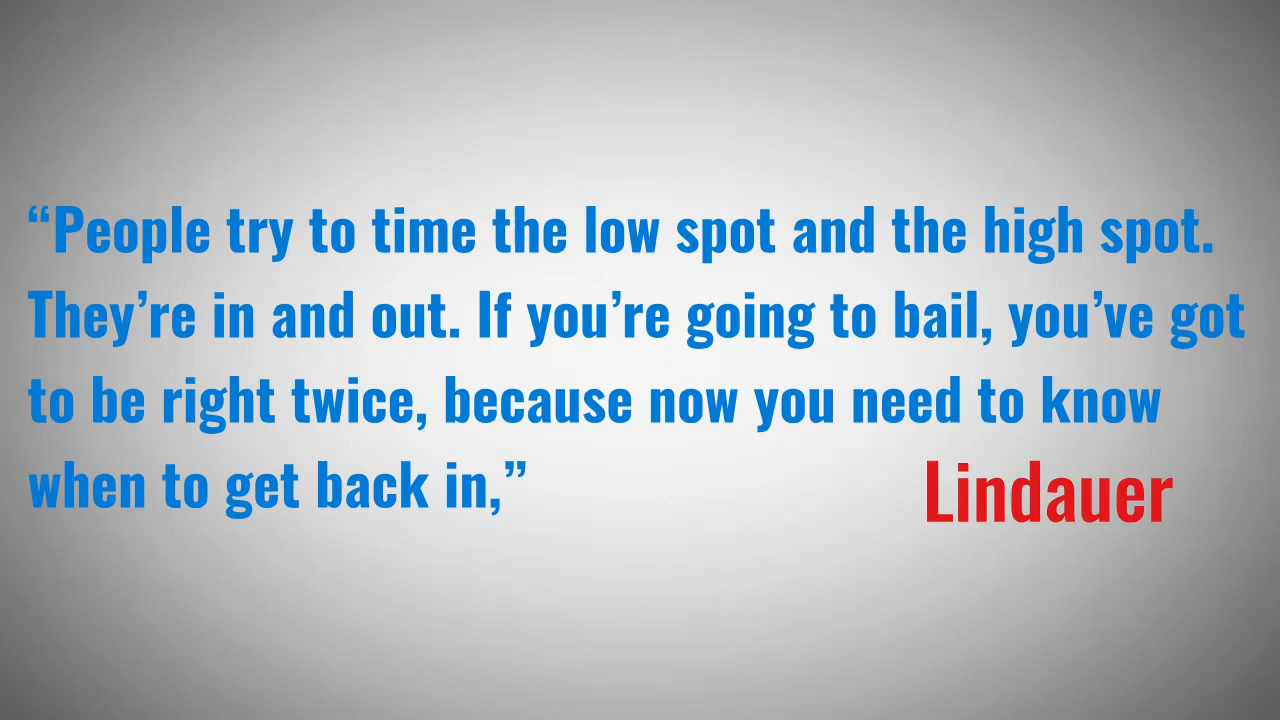 “People try to time the low spot and the high spot.
They’re in and out. If you’re going to bail, you’ve got
to be right twice, because now you need to know
when to get back in,”
Lindauer